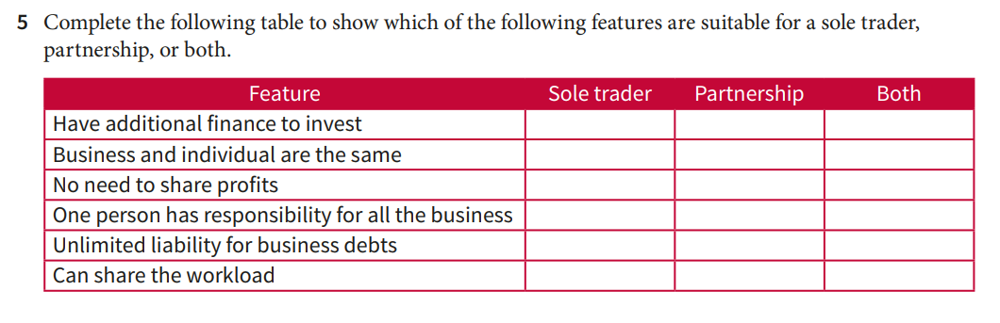 5 Complete the following table to show which of the following features are suitable for a sole trader,
partnership, or both.
Feature Sole trader Partnership Both
Have additional finance to invest
Business and individual are the same
No need to share profits
One person has responsibility for all the business
Unlimited liability for business debts
Can share the workload